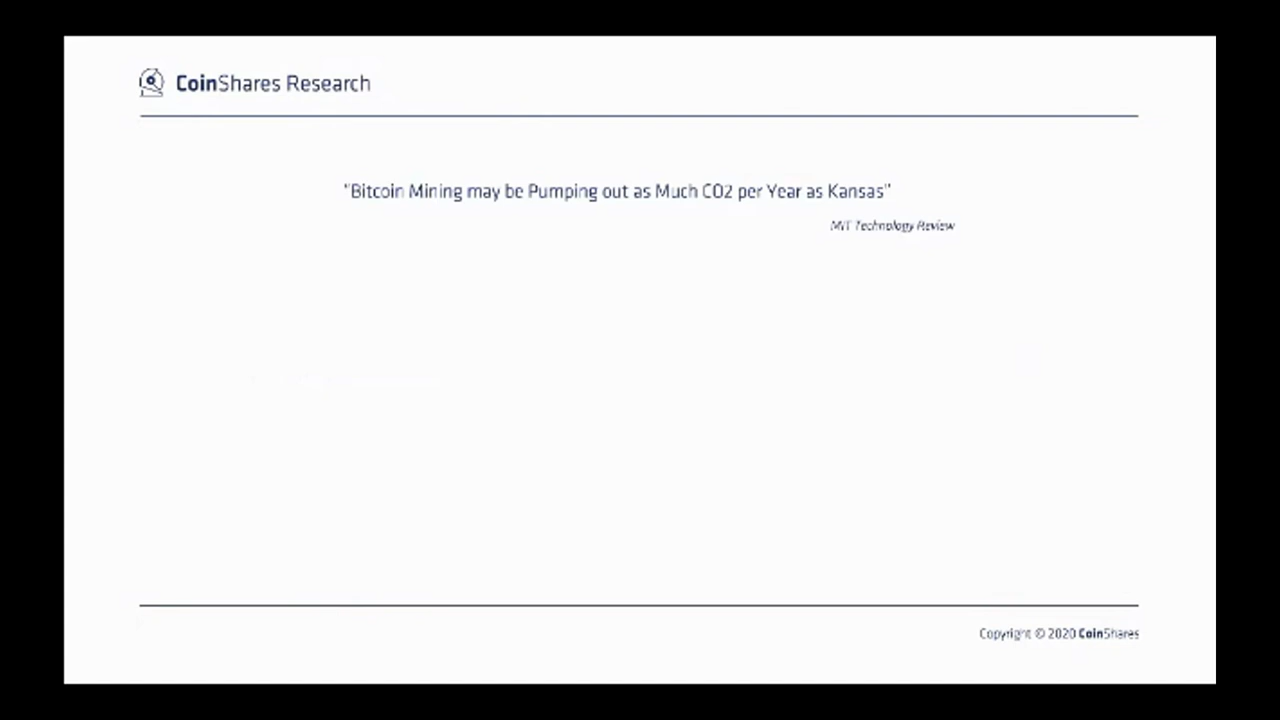 CoinShares Research
"Bitcoin Mining may be Pumping out as Much CO2 per Year as Kansas"
MIT Technology Review
Copyright © 2020 CoinShares